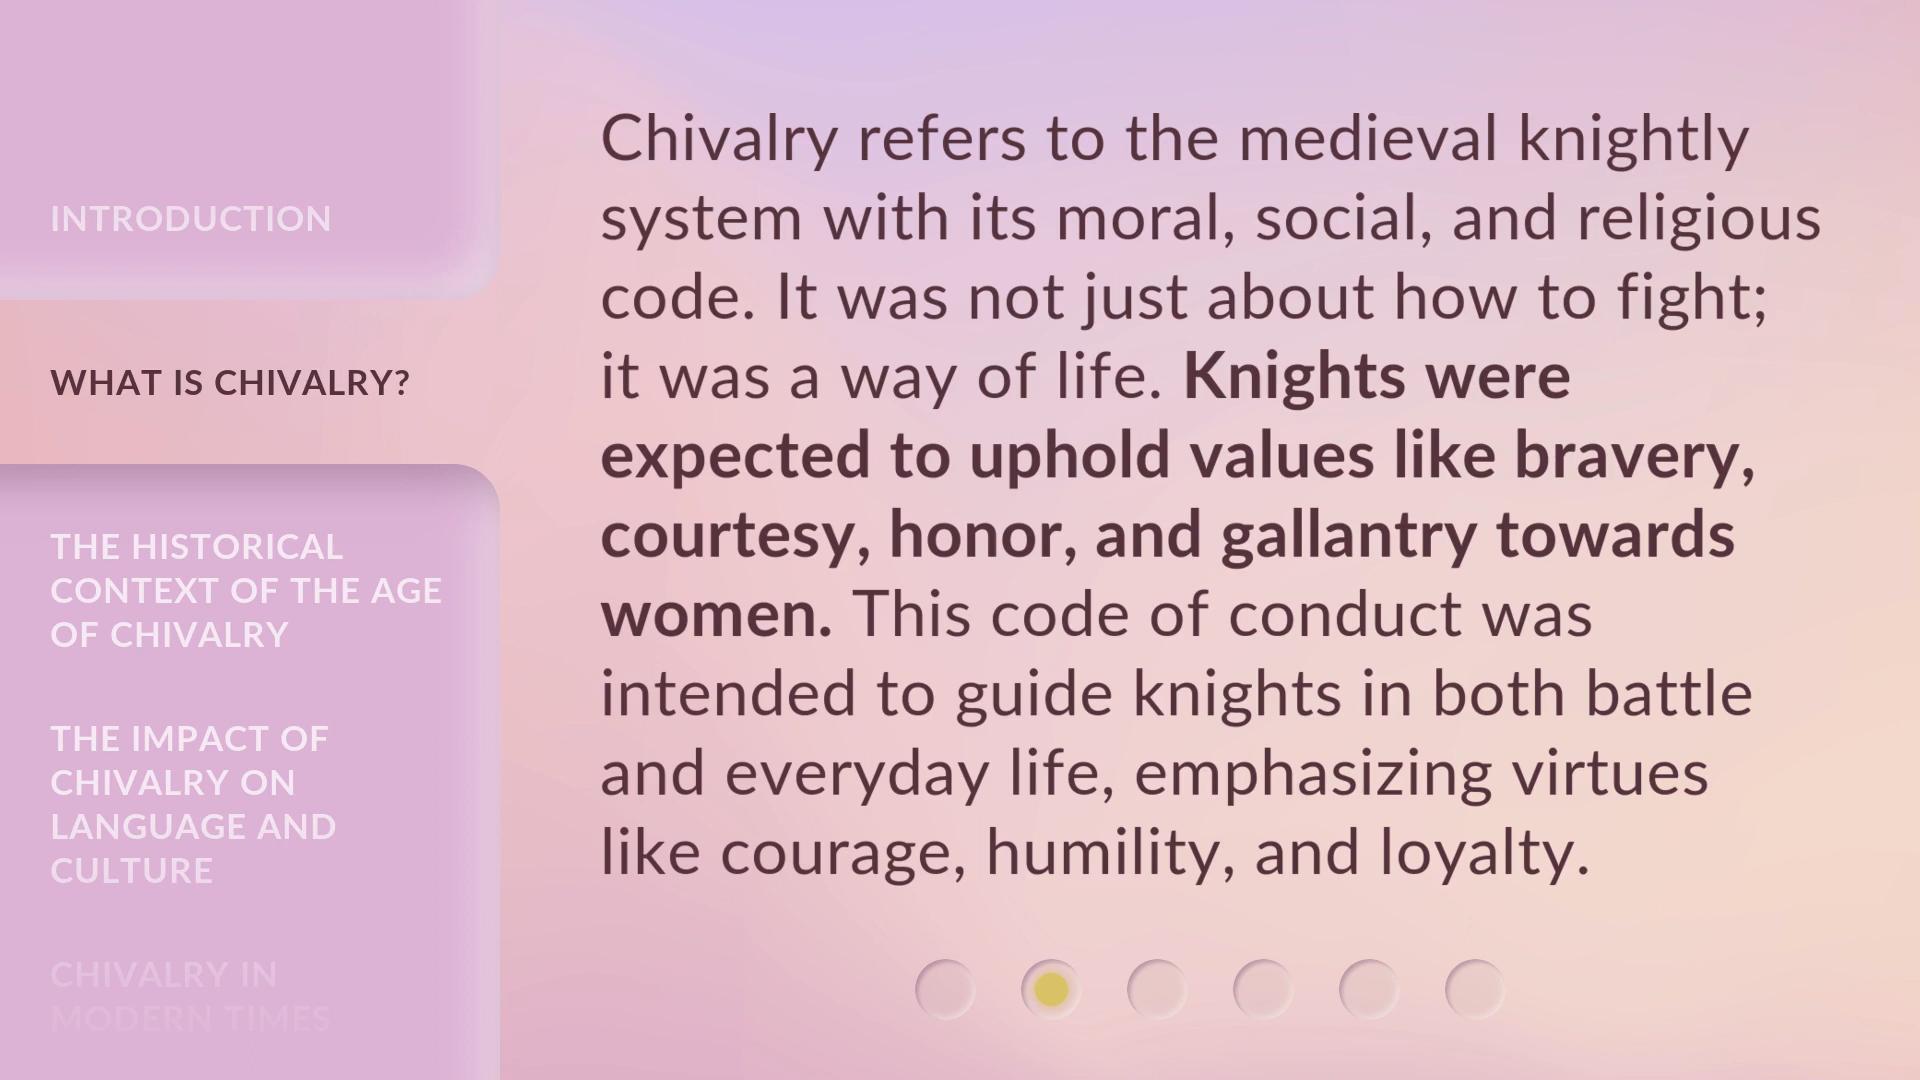 INTRODUCTION
WHAT IS CHIVALRY?
THE HISTORICAL
CONTEXT OF THE AGE
OF CHIVALRY
THE IMPACT OF
CHIVALRY ON
LANGUAGE AND
CULTURE
CHIVALRY IN
MODERN TIMES
Chivalry refers to the medieval knightly
system with its moral, social, and religious
code. It was not just about how to fight;
it was a way of life. Knights were
expected to uphold values like bravery,
courtesy, honor, and gallantry towards
women. This code of conduct was
intended to guide knights in both battle
and everyday life, emphasizing virtues
like courage, humility, and loyalty.